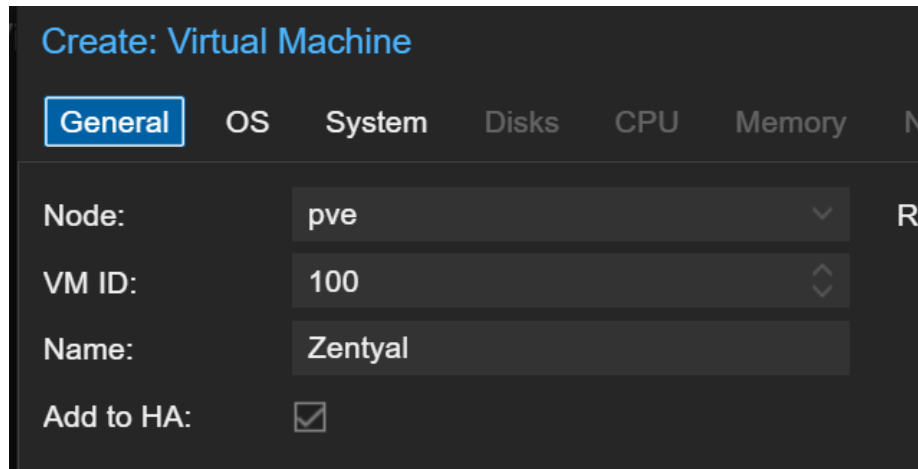 Create: Virtual Machine
General OS System Disks CPU Memory N
Node: pve R
VM ID: 100
Name: Zentyal
Add to HA: